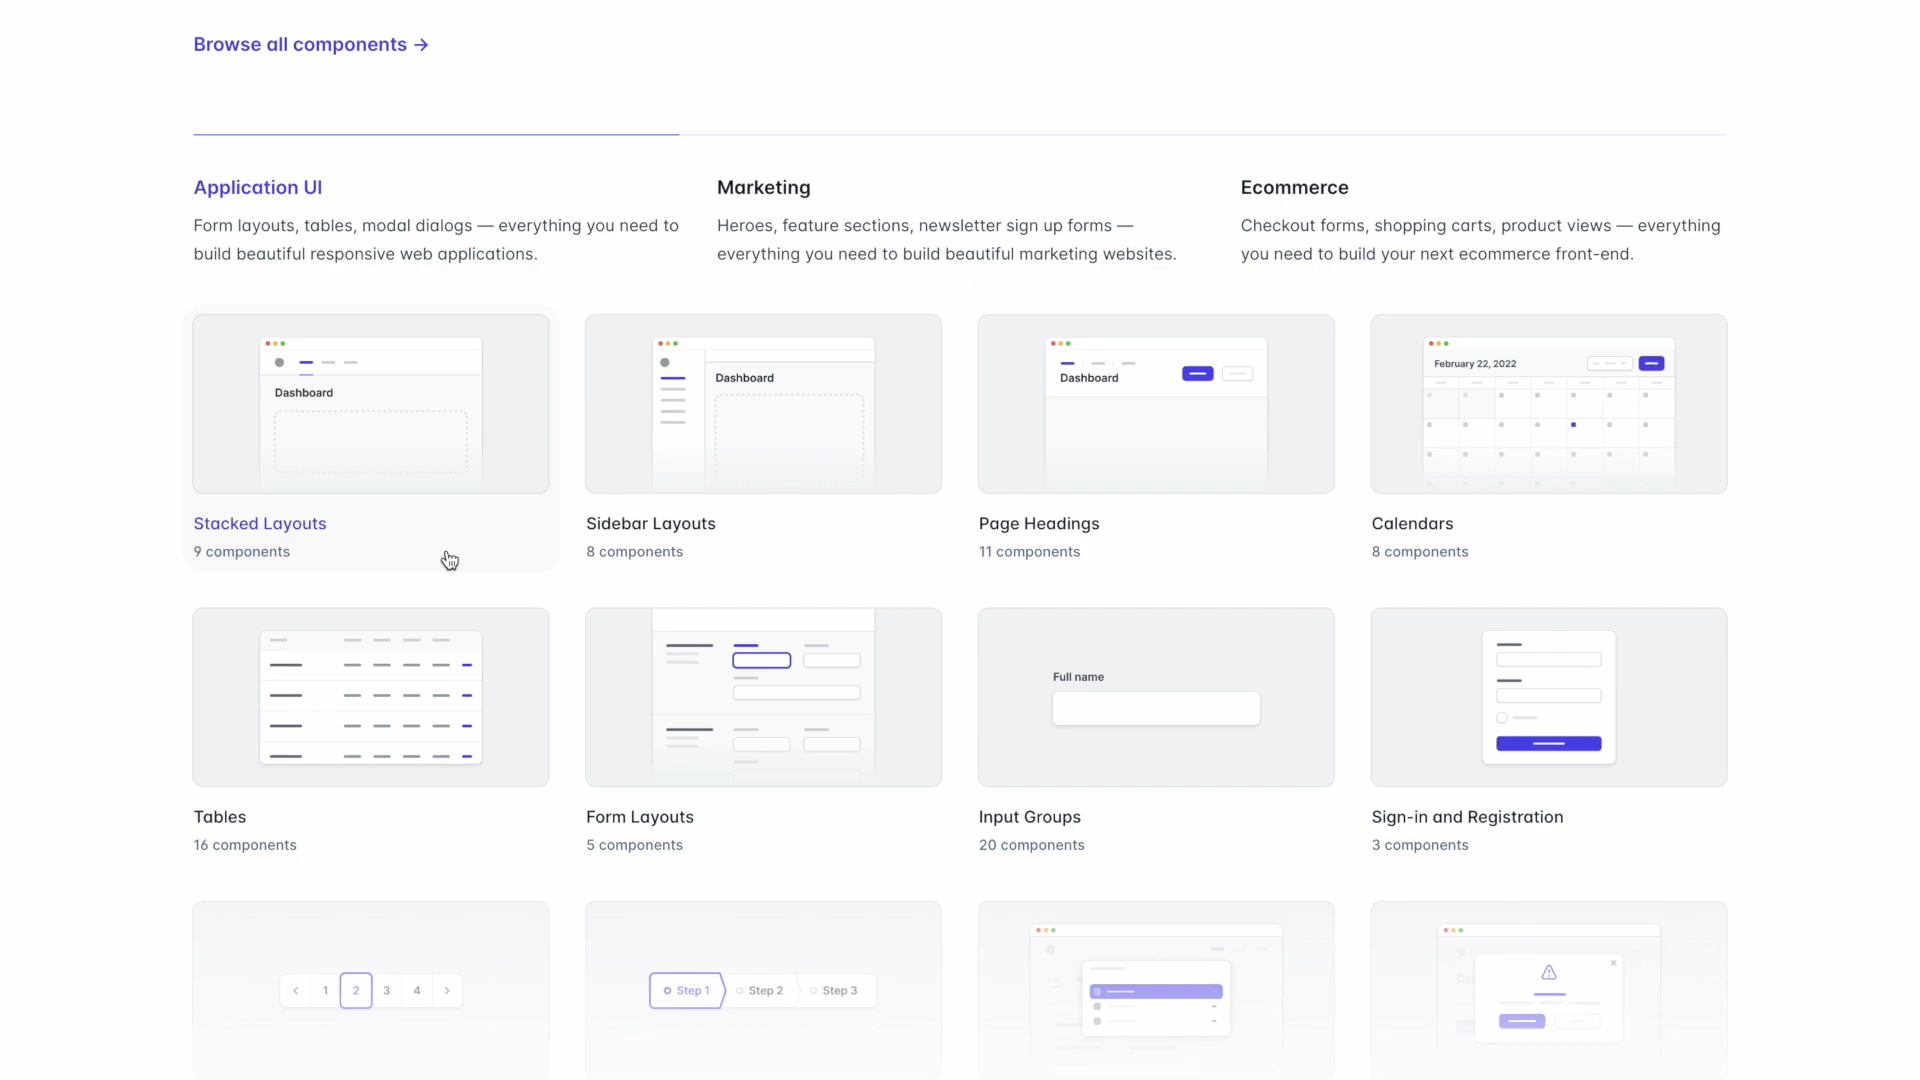 Browse all components →
Application UI
Form layouts, tables, modal dialogs — everything you need to
build beautiful responsive web applications.
Marketing
Heroes, feature sections, newsletter sign up forms —
everything you need to build beautiful marketing websites.
Ecommerce
Checkout forms, shopping carts, product views — everything
you need to build your next ecommerce front-end.
Dashboard
Stacked Layouts
9 components
Dashboard
Sidebar Layouts
8 components
Dashboard
Page Headings
11 components
February 22, 2022
Calendars
8 components
Tables
16 components
Form Layouts
5 components
Full name
Input Groups
20 components
Sign-in and Registration
3 components
1 2 3 4
Step 1 Step 2 Step 3